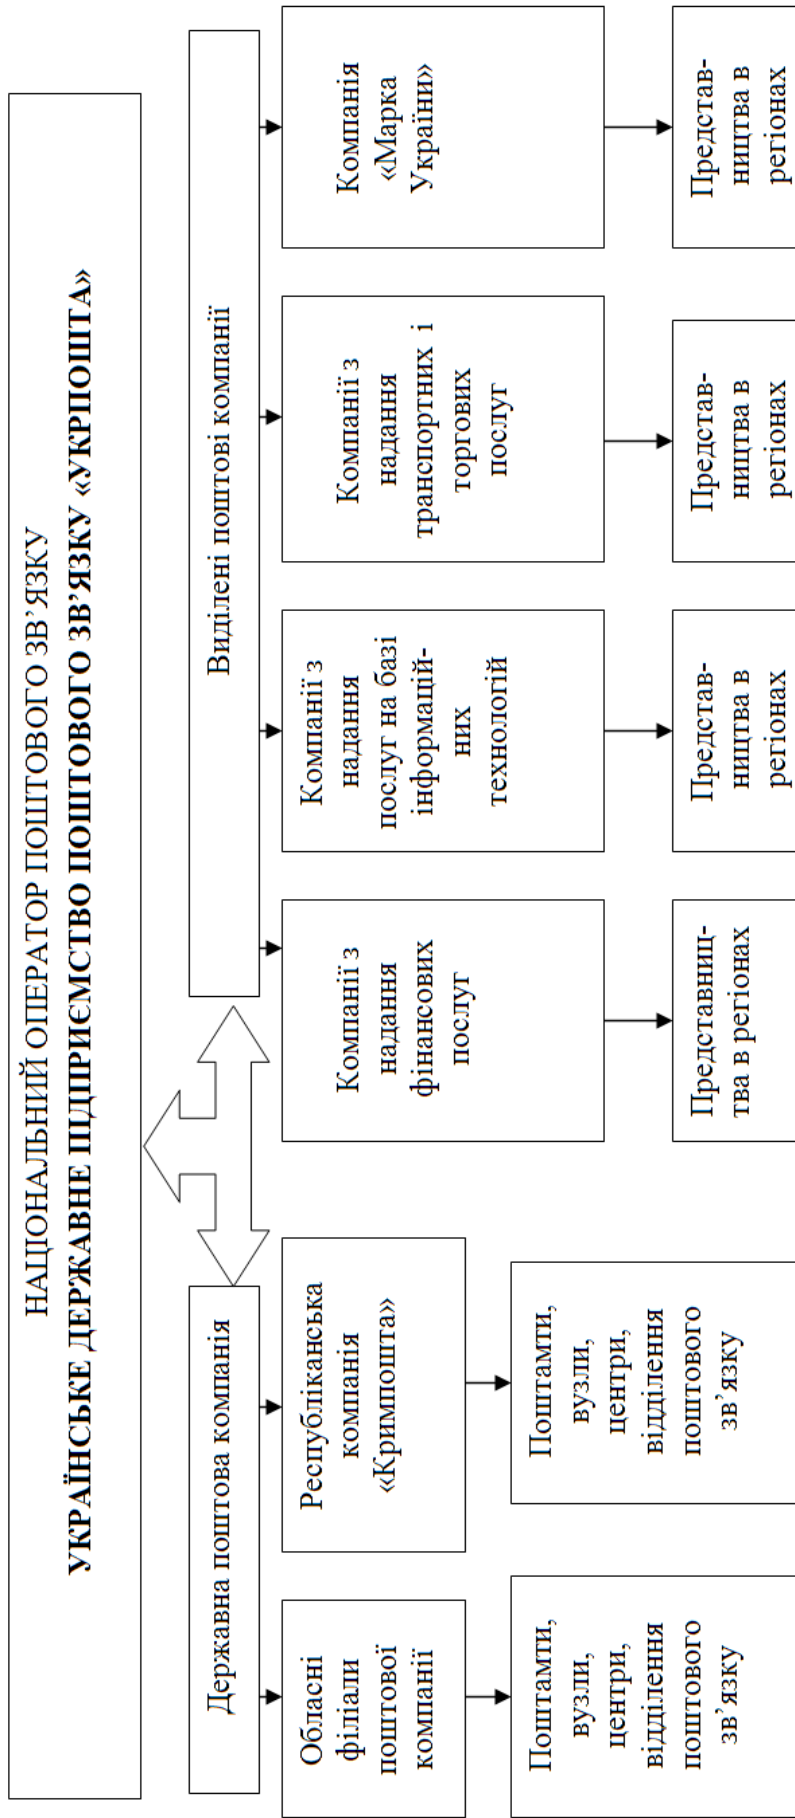 НАЦІОНАЛЬНИЙ ОПЕРАТОР ПОШТОВОГО ЗВ’ЯЗКУ
УКРАЇНСЬКЕ ДЕРЖАВНЕ ПІДПРИЄМСТВО ПОШТОВОГО ЗВ’ЯЗКУ «УКРПОШТА»
Державна поштова компанія
Виділені поштові компанії
Обласні
філіали
поштової
компанії
Республіканська
компанія
«Кримпошта»
Компанії з
надання
фінансових
послуг
Компанії з
надання
послуг на базі
інформацій-
них
технологій
Компанії з
надання
транспортних і
торгових
послуг
Компанія
«Марка
України»
Поштамти,
вузли,
центри,
відділення
поштового
зв’язку
Поштамти,
вузли,
центри,
відділення
поштового
зв’язку
Представниц-
тва в регіонах
Представ-
ництва в
регіонах
Представ-
ництва в
регіонах
Представ-
ництва в
регіонах